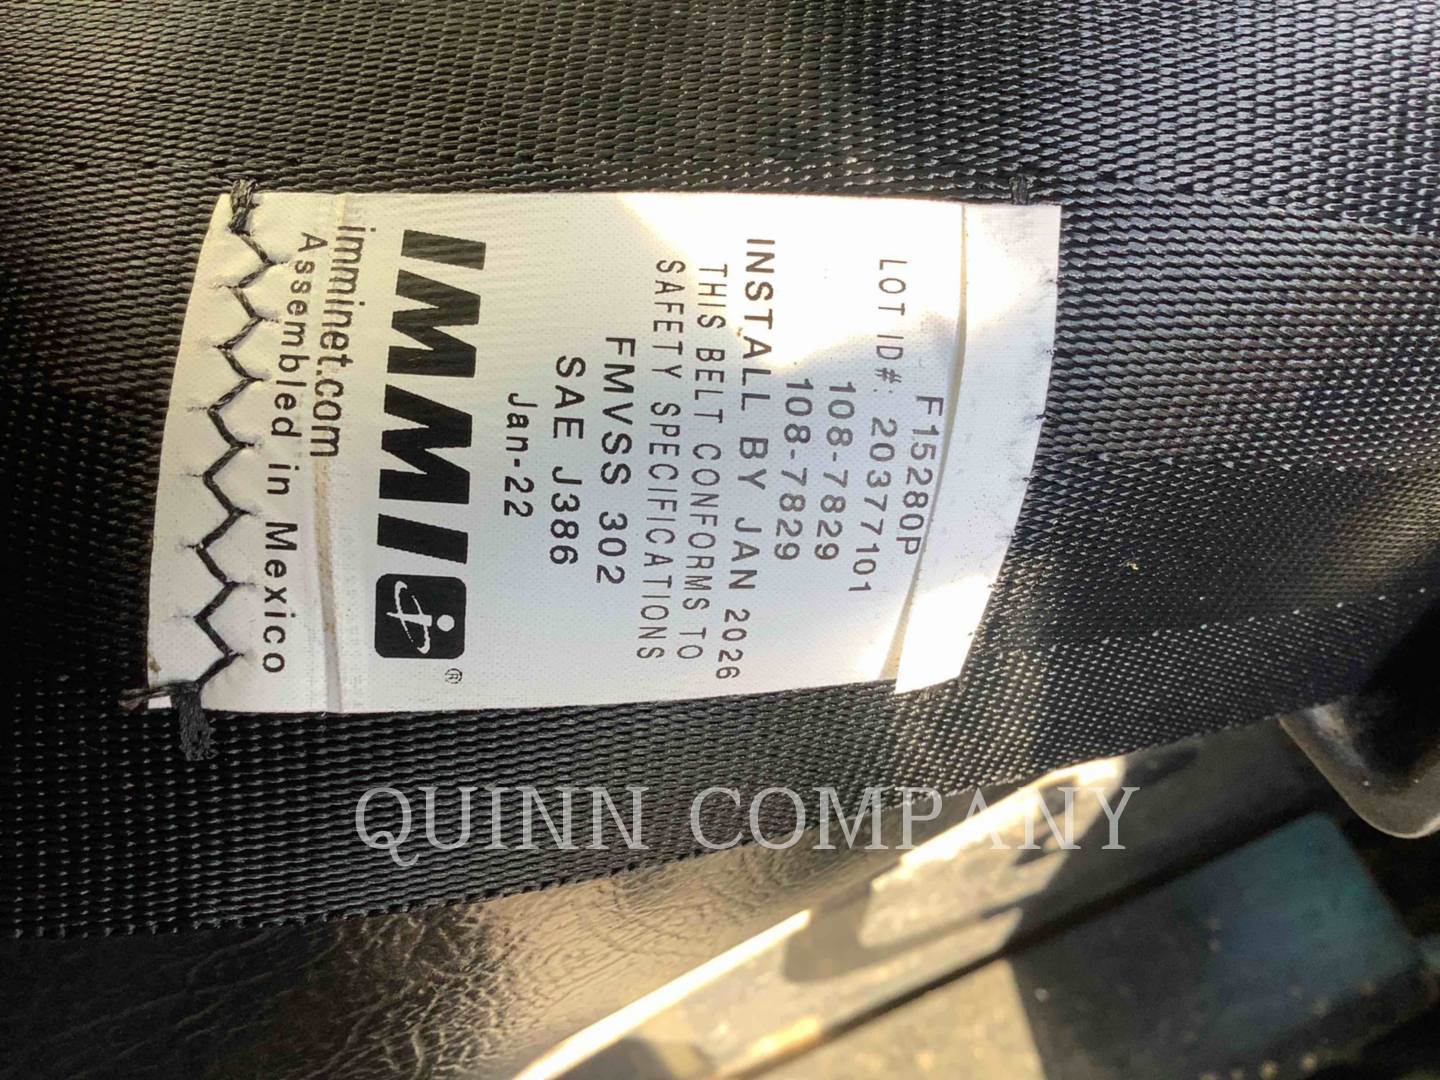 F15280P
LOT ID#: 20377101
108-7829
108-7829
INSTALL BY JAN 2026
THIS BELT CONFORMS TO
SAFETY SPECIFICATIONS
FMVSS 302
SAE J386
Jan-22
IMMI ®
imminet.com
Assembled in Mexico
QUINN COMPANY